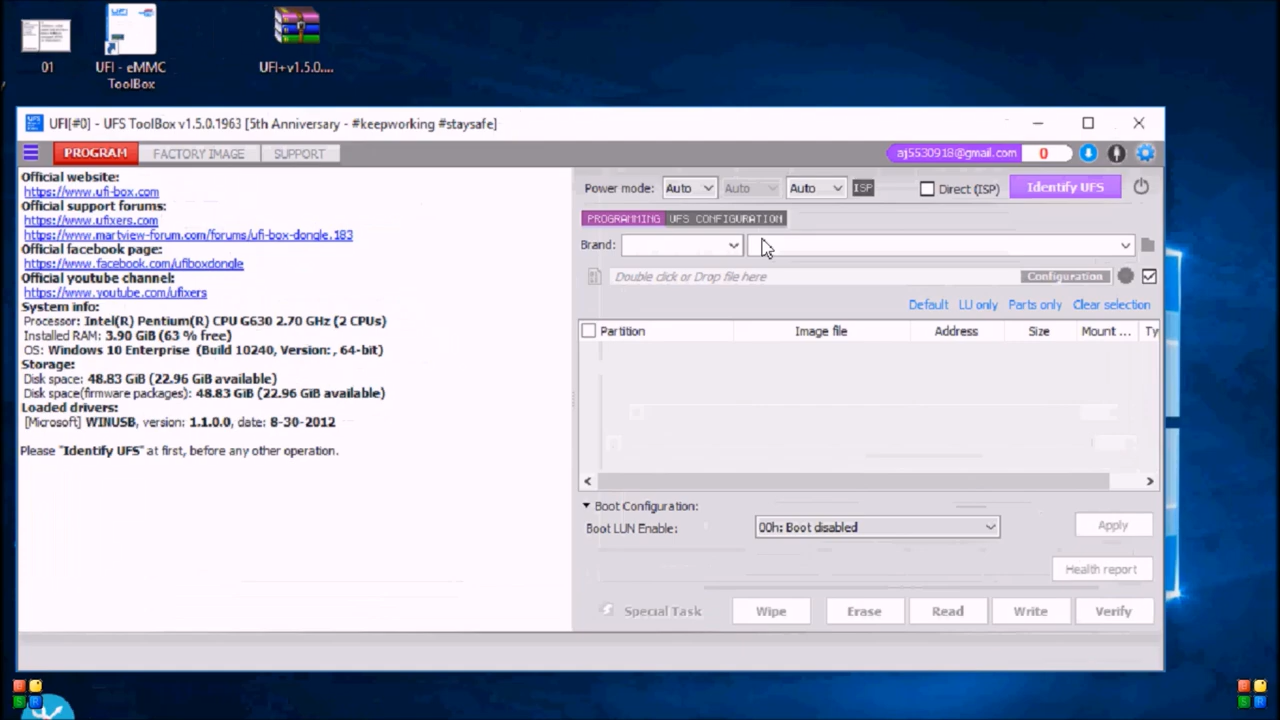 01
UFI - eMMC
ToolBox
UFI+v1.5.0....
UFI[#0] - UFS ToolBox v1.5.0.1963 [5th Anniversary - #keepworking #staysafe]
PROGRAM FACTORY IMAGE SUPPORT
aj5530918@gmail.com 0
Official website:
https://www.ufi-box.com
Official support forums:
https://www.ufixers.com
https://www.martview-forum.com/forums/ufi-box-dongle.183
Official facebook page:
https://www.facebook.com/ufiboxdongle
Official youtube channel:
https://www.youtube.com/ufixers
System info:
Processor: Intel(R) Pentium(R) CPU G630 2.70 GHz (2 CPUs)
Installed RAM: 3.90 GiB (63 % free)
OS: Windows 10 Enterprise (Build 10240, Version: , 64-bit)
Storage:
Disk space: 48.83 GiB (22.96 GiB available)
Disk space(firmware packages): 48.83 GiB (22.96 GiB available)
Loaded drivers:
[Microsoft] WINUSB, version: 1.1.0.0, date: 8-30-2012
Please "Identify UFS" at first, before any other operation.
Power mode: Auto Auto Auto ISP Direct (ISP) Identify UFS
PROGRAMMING UFS CONFIGURATION
Brand:
Double click or Drop file here Configuration
Default LU only Parts only Clear selection
Partition Image file Address Size Mount ... Ty
Boot Configuration:
Boot LUN Enable: 00h: Boot disabled Apply
Health report
Special Task Wipe Erase Read Write Verify